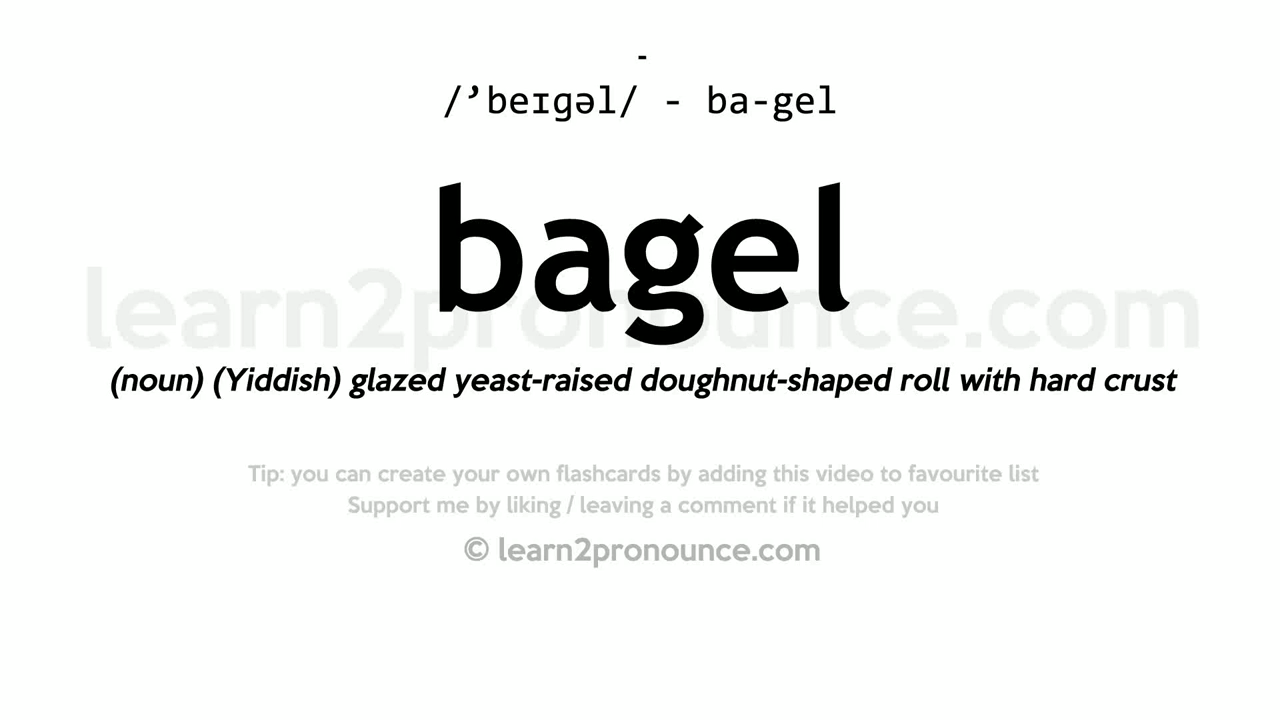 -
/’beɪɡəl/ - ba-gel
bagel
learn2pronounce.com
(noun) (Yiddish) glazed yeast-raised doughnut-shaped roll with hard crust
Tip: you can create your own flashcards by adding this video to favourite list
Support me by liking / leaving a comment if it helped you
© learn2pronounce.com